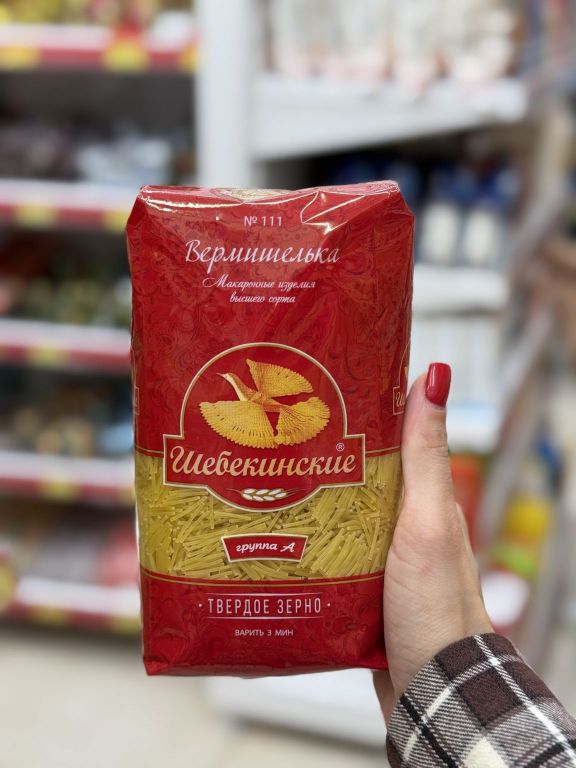 № 111
Вермишелька
Макаронные изделия
высшего сорта
Шебекинские®
группа А
· ТВЕРДОЕ ЗЕРНО ·
ВАРИТЬ 3 МИН